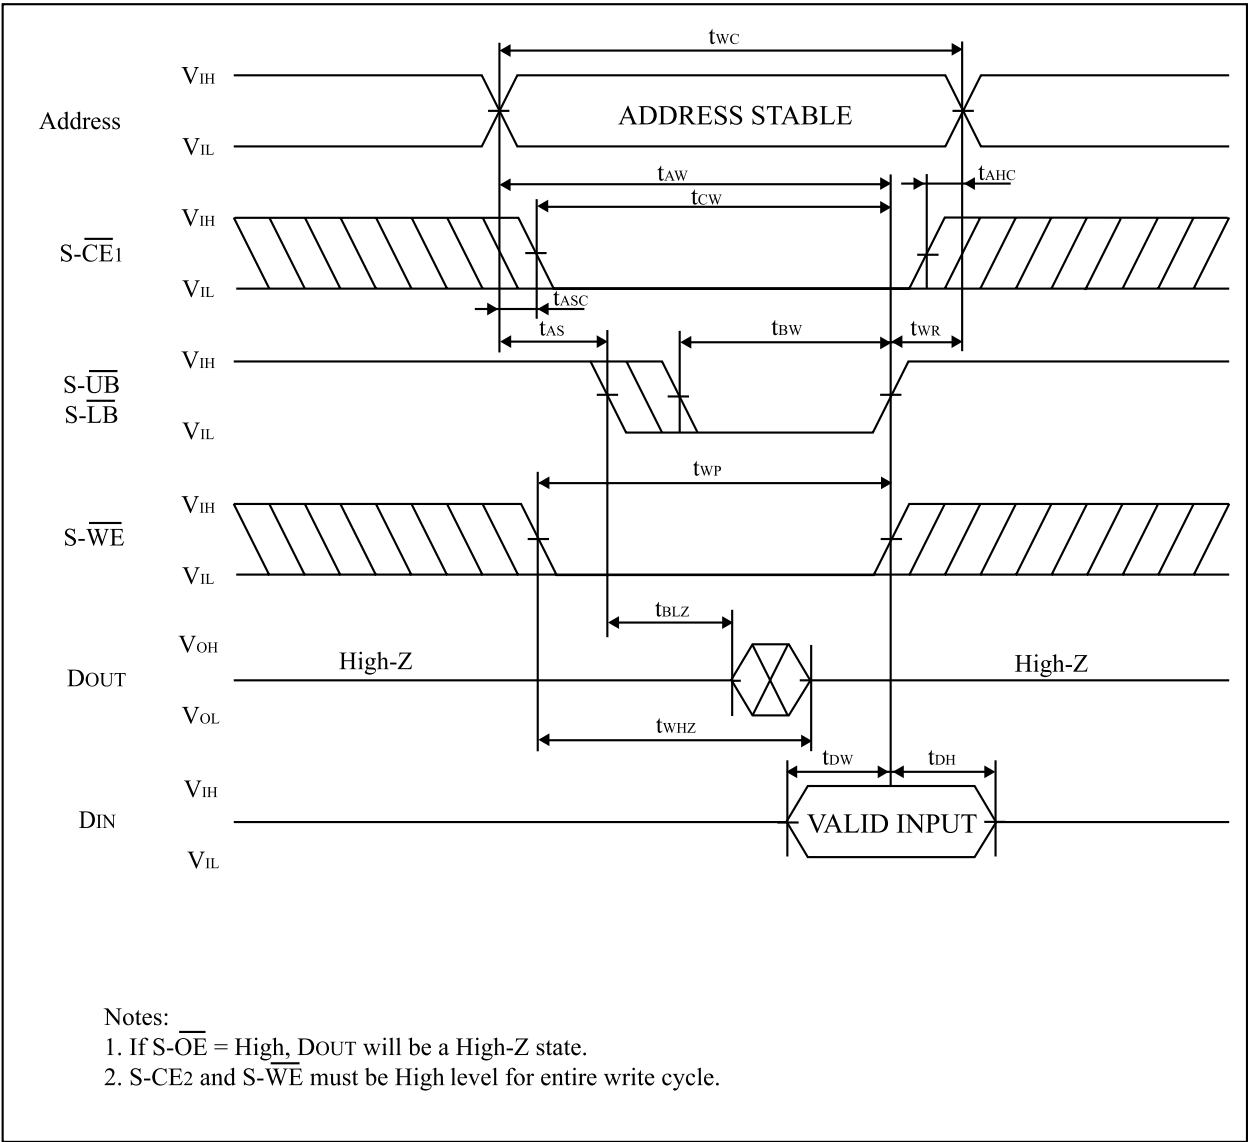 tWC
VIH
Address
ADDRESS STABLE
VIL
tAW
tAHC
tCW
VIH
S-CE1
VIL
tASC
tAS
tBW
tWR
VIH
S-UB
S-LB
VIL
tWP
VIH
S-WE
VIL
tBLZ
VOH
High-Z
High-Z
DOUT
VOL
tWHZ
tDW
tDH
VIH
DIN
VALID INPUT
VIL
Notes:
1. If S-OE = High, DOUT will be a High-Z state.
2. S-CE2 and S-WE must be High level for entire write cycle.